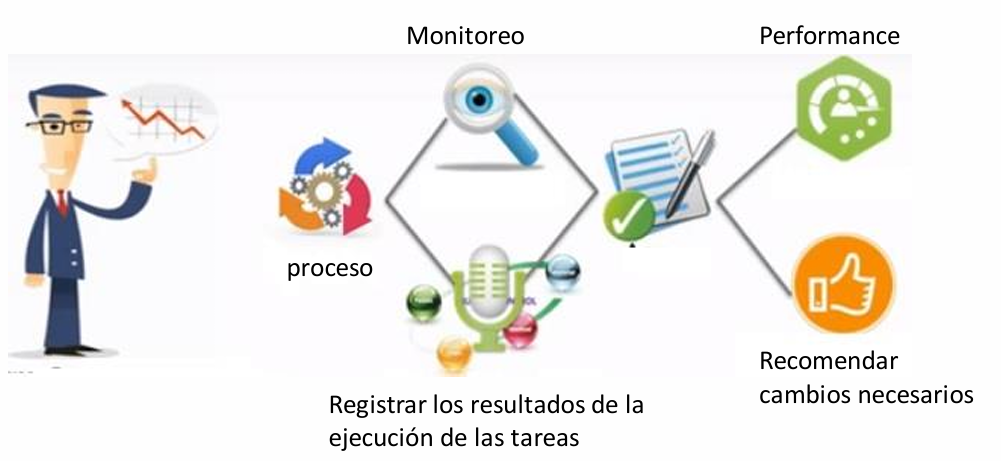 Monitoreo
Performance
proceso
Recomendar
cambios necesarios
Registrar los resultados de la
ejecución de las tareas